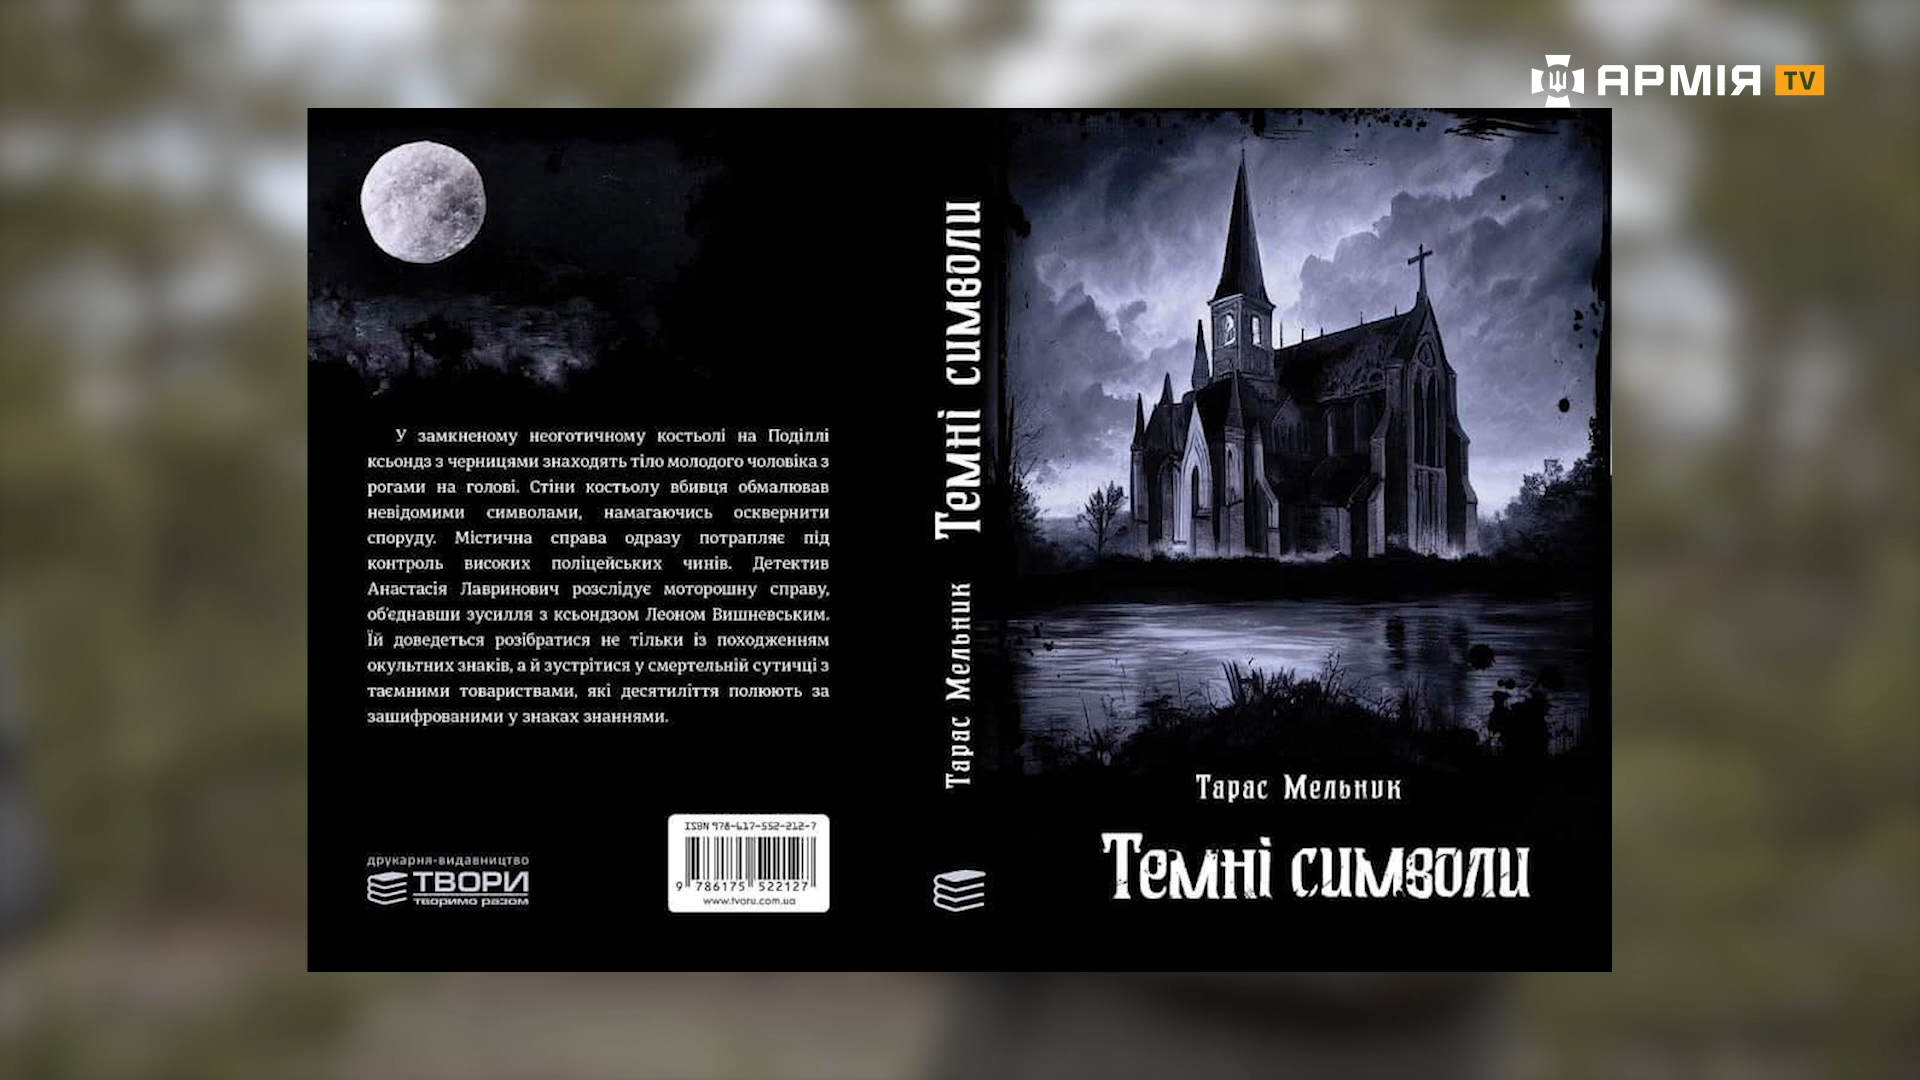 АРМІЯ TV
У замкненому неоготичному костьолі на Поділлі
ксьондз з черницями знаходять тіло молодого чоловіка з
рогами на голові. Стіни костьолу вбивця обмалював
невідомими символами, намагаючись осквернити
споруду. Містична справа одразу потрапляє під
контроль високих поліцейських чинів. Детектив
Анастасія Лавринович розслідує моторошну справу,
об'єднавши зусилля з ксьондзом Леоном Вишневським.
Їй доведеться розібратися не тільки із походженням
окультних знаків, а й зустрітися у смертельній сутичці з
таємними товариствами, які десятиліття полюють за
зашифрованими у знаках знаннями.
друкарня-видавництво
ТВОРИ
творимо разом
ISBN 978-617-552-212-7
9 786175 522127
www.tvoru.com.ua
Тарас Мельник Темні символи
Тарас Мельник
Темні символи